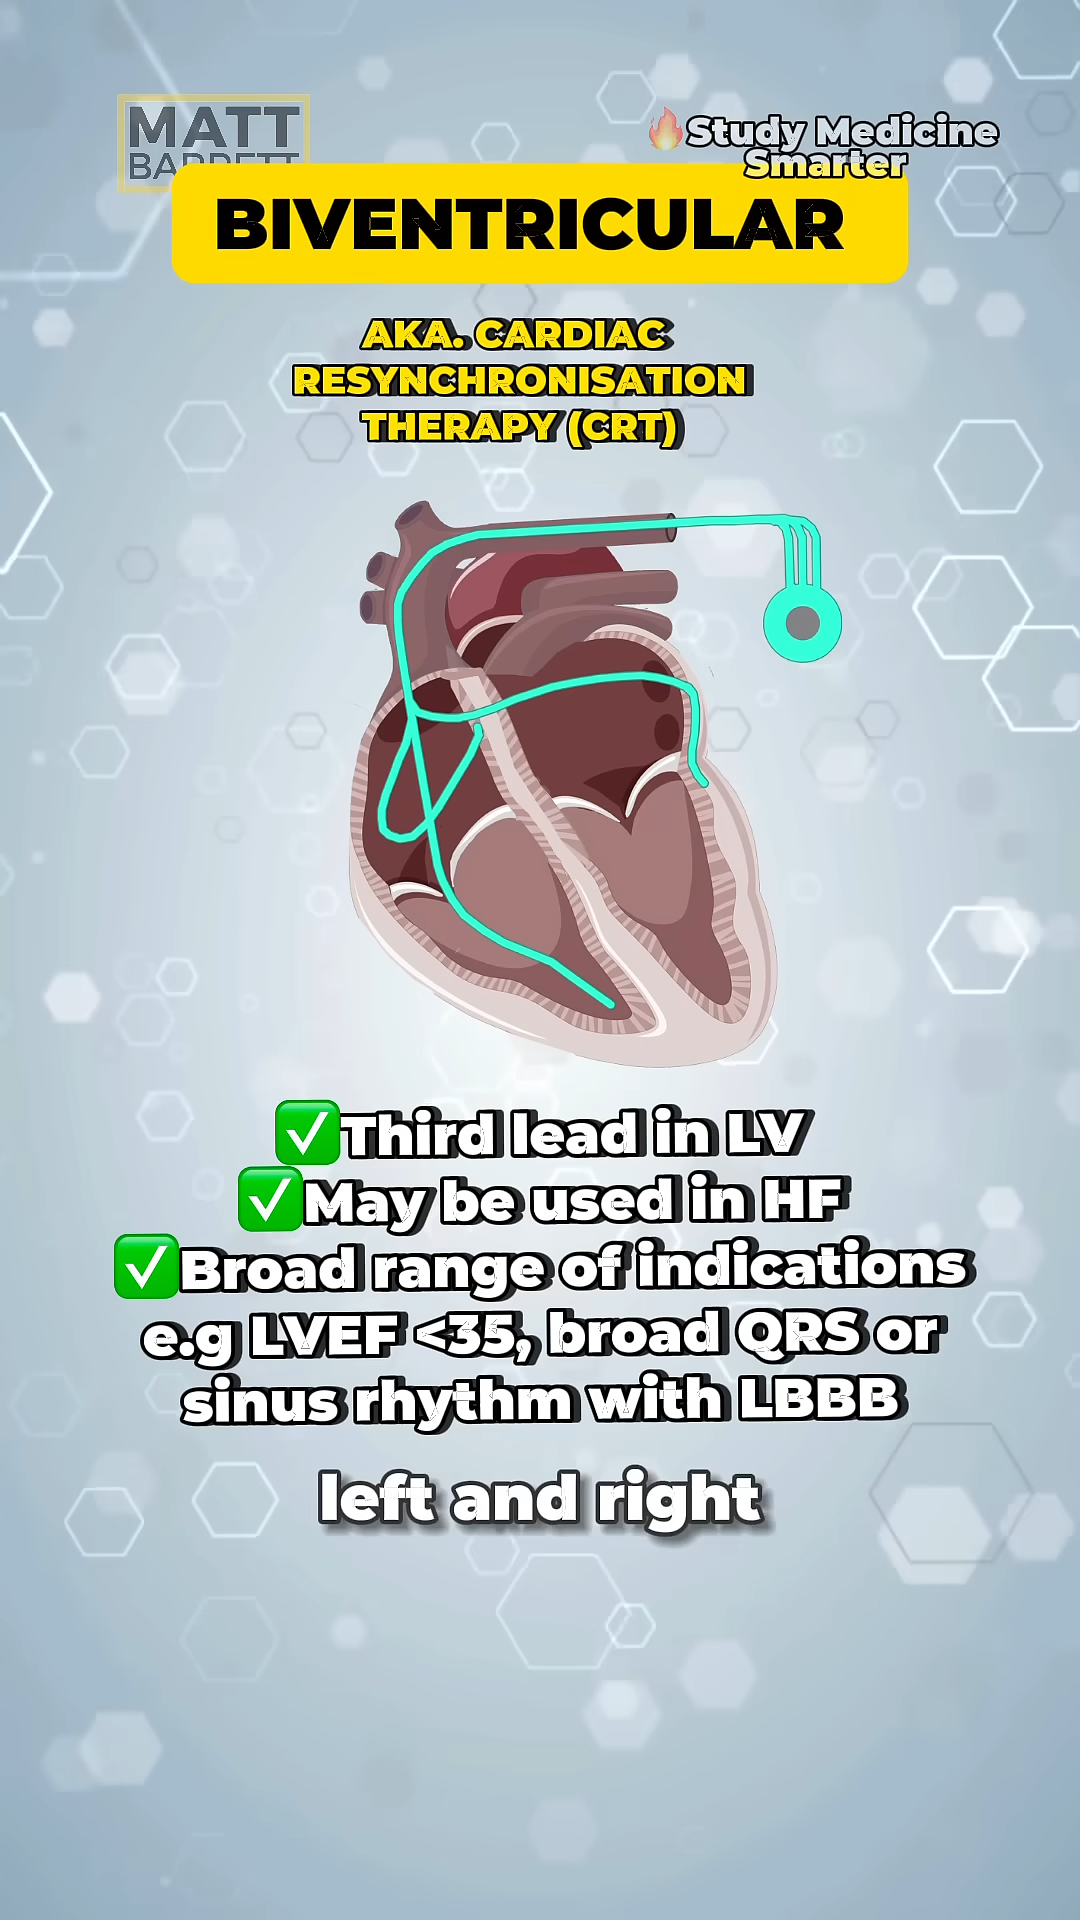 MATT
BARRETT
🔥Study Medicine
Smarter
BIVENTRICULAR
AKA. CARDIAC
RESYNCHRONISATION
THERAPY (CRT)
✅Third lead in LV
✅May be used in HF
✅Broad range of indications
e.g LVEF <35, broad QRS or
sinus rhythm with LBBB
left and right